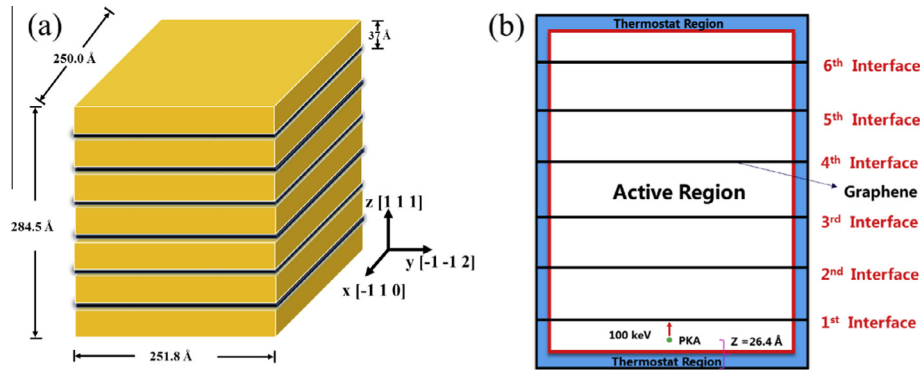 (a)
250.0 Å
37 Å
284.5 Å
z [1 1 1]
y [-1 -1 2]
x [-1 1 0]
251.8 Å
(b)
Thermostat Region
6th Interface
5th Interface
4th Interface
Graphene
Active Region
3rd Interface
2nd Interface
1st Interface
100 keV
PKA
Z =26.4 Å
Thermostat Region